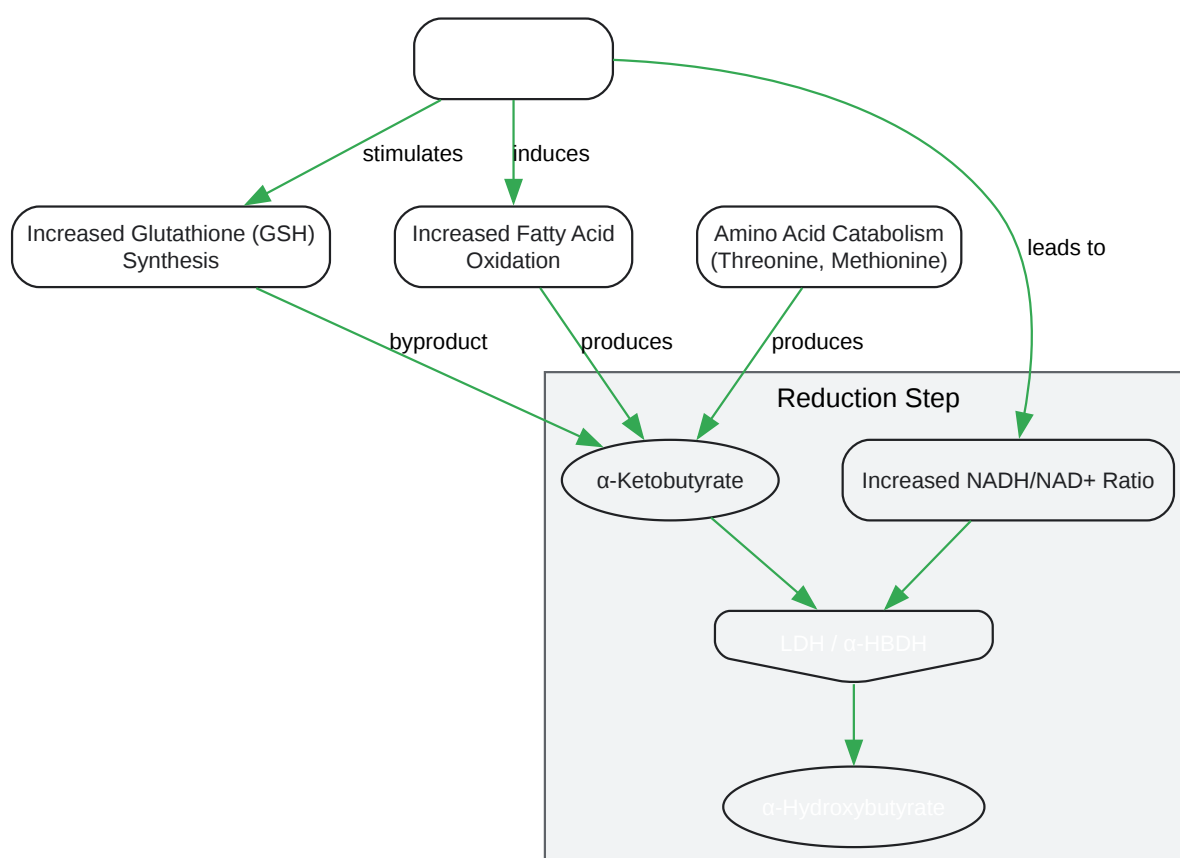 stimulates
induces
Increased Glutathione (GSH)
Synthesis
Increased Fatty Acid
Oxidation
Amino Acid Catabolism
(Threonine, Methionine)
leads to
byproduct
produces
produces
Reduction Step
α-Ketobutyrate
Increased NADH/NAD+ Ratio
LDH / α-HBDH
α-Hydroxybutyrate